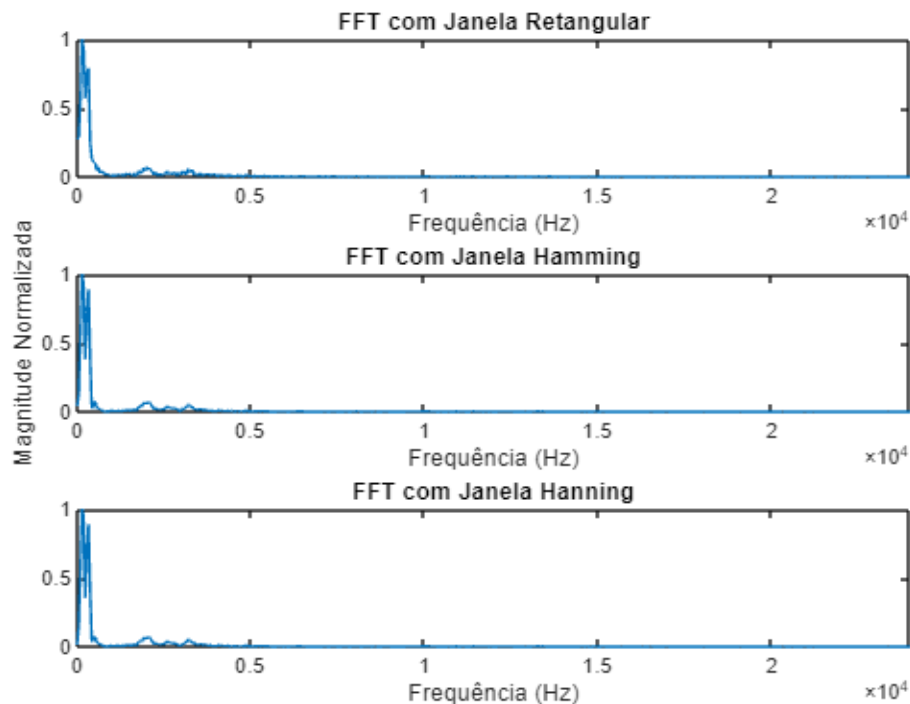 FFT com Janela Retangular
1
0.5
0
0 0.5 1 1.5 2
×10⁴
Frequência (Hz)
Magnitude Normalizada
FFT com Janela Hamming
1
0.5
0
0 0.5 1 1.5 2
×10⁴
Frequência (Hz)
FFT com Janela Hanning
1
0.5
0
0 0.5 1 1.5 2
×10⁴
Frequência (Hz)